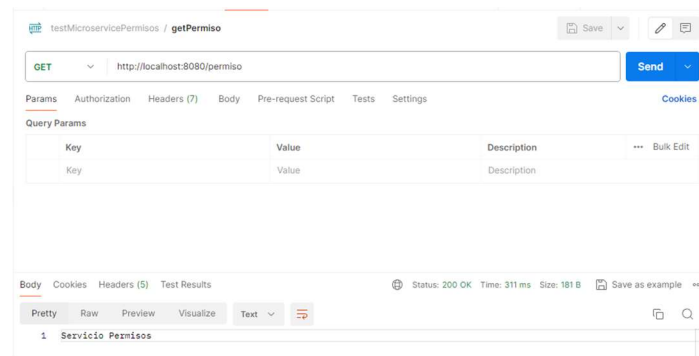 HTTP testMicroservicePermisos / getPermiso Save
GET http://localhost:8080/permiso Send
Params Authorization Headers (7) Body Pre-request Script Tests Settings Cookies
Query Params
Key Value Description ••• Bulk Edit
Key Value Description
Body Cookies Headers (5) Test Results Status: 200 OK Time: 311 ms Size: 181 B Save as example
Pretty Raw Preview Visualize Text
1 Servicio Permisos